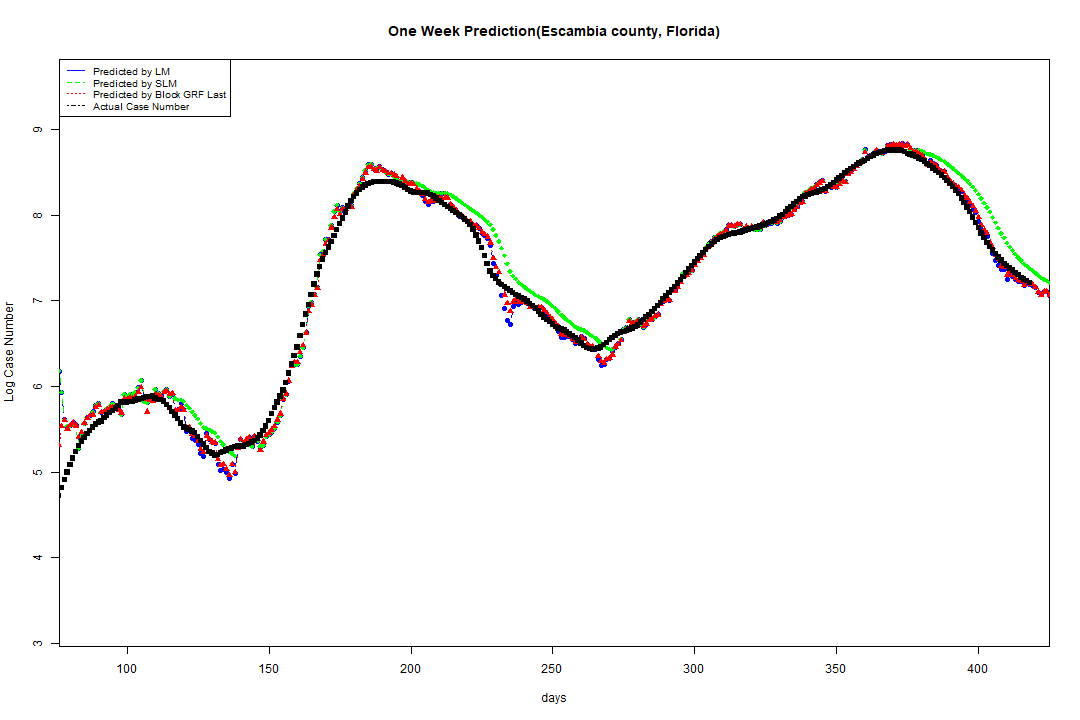 One Week Prediction(Escambia county, Florida)
Predicted by LM
Predicted by SLM
Predicted by Block GRF Last
Actual Case Number
9
8
7
6
5
4
3
Log Case Number
100 150 200 250 300 350 400
days